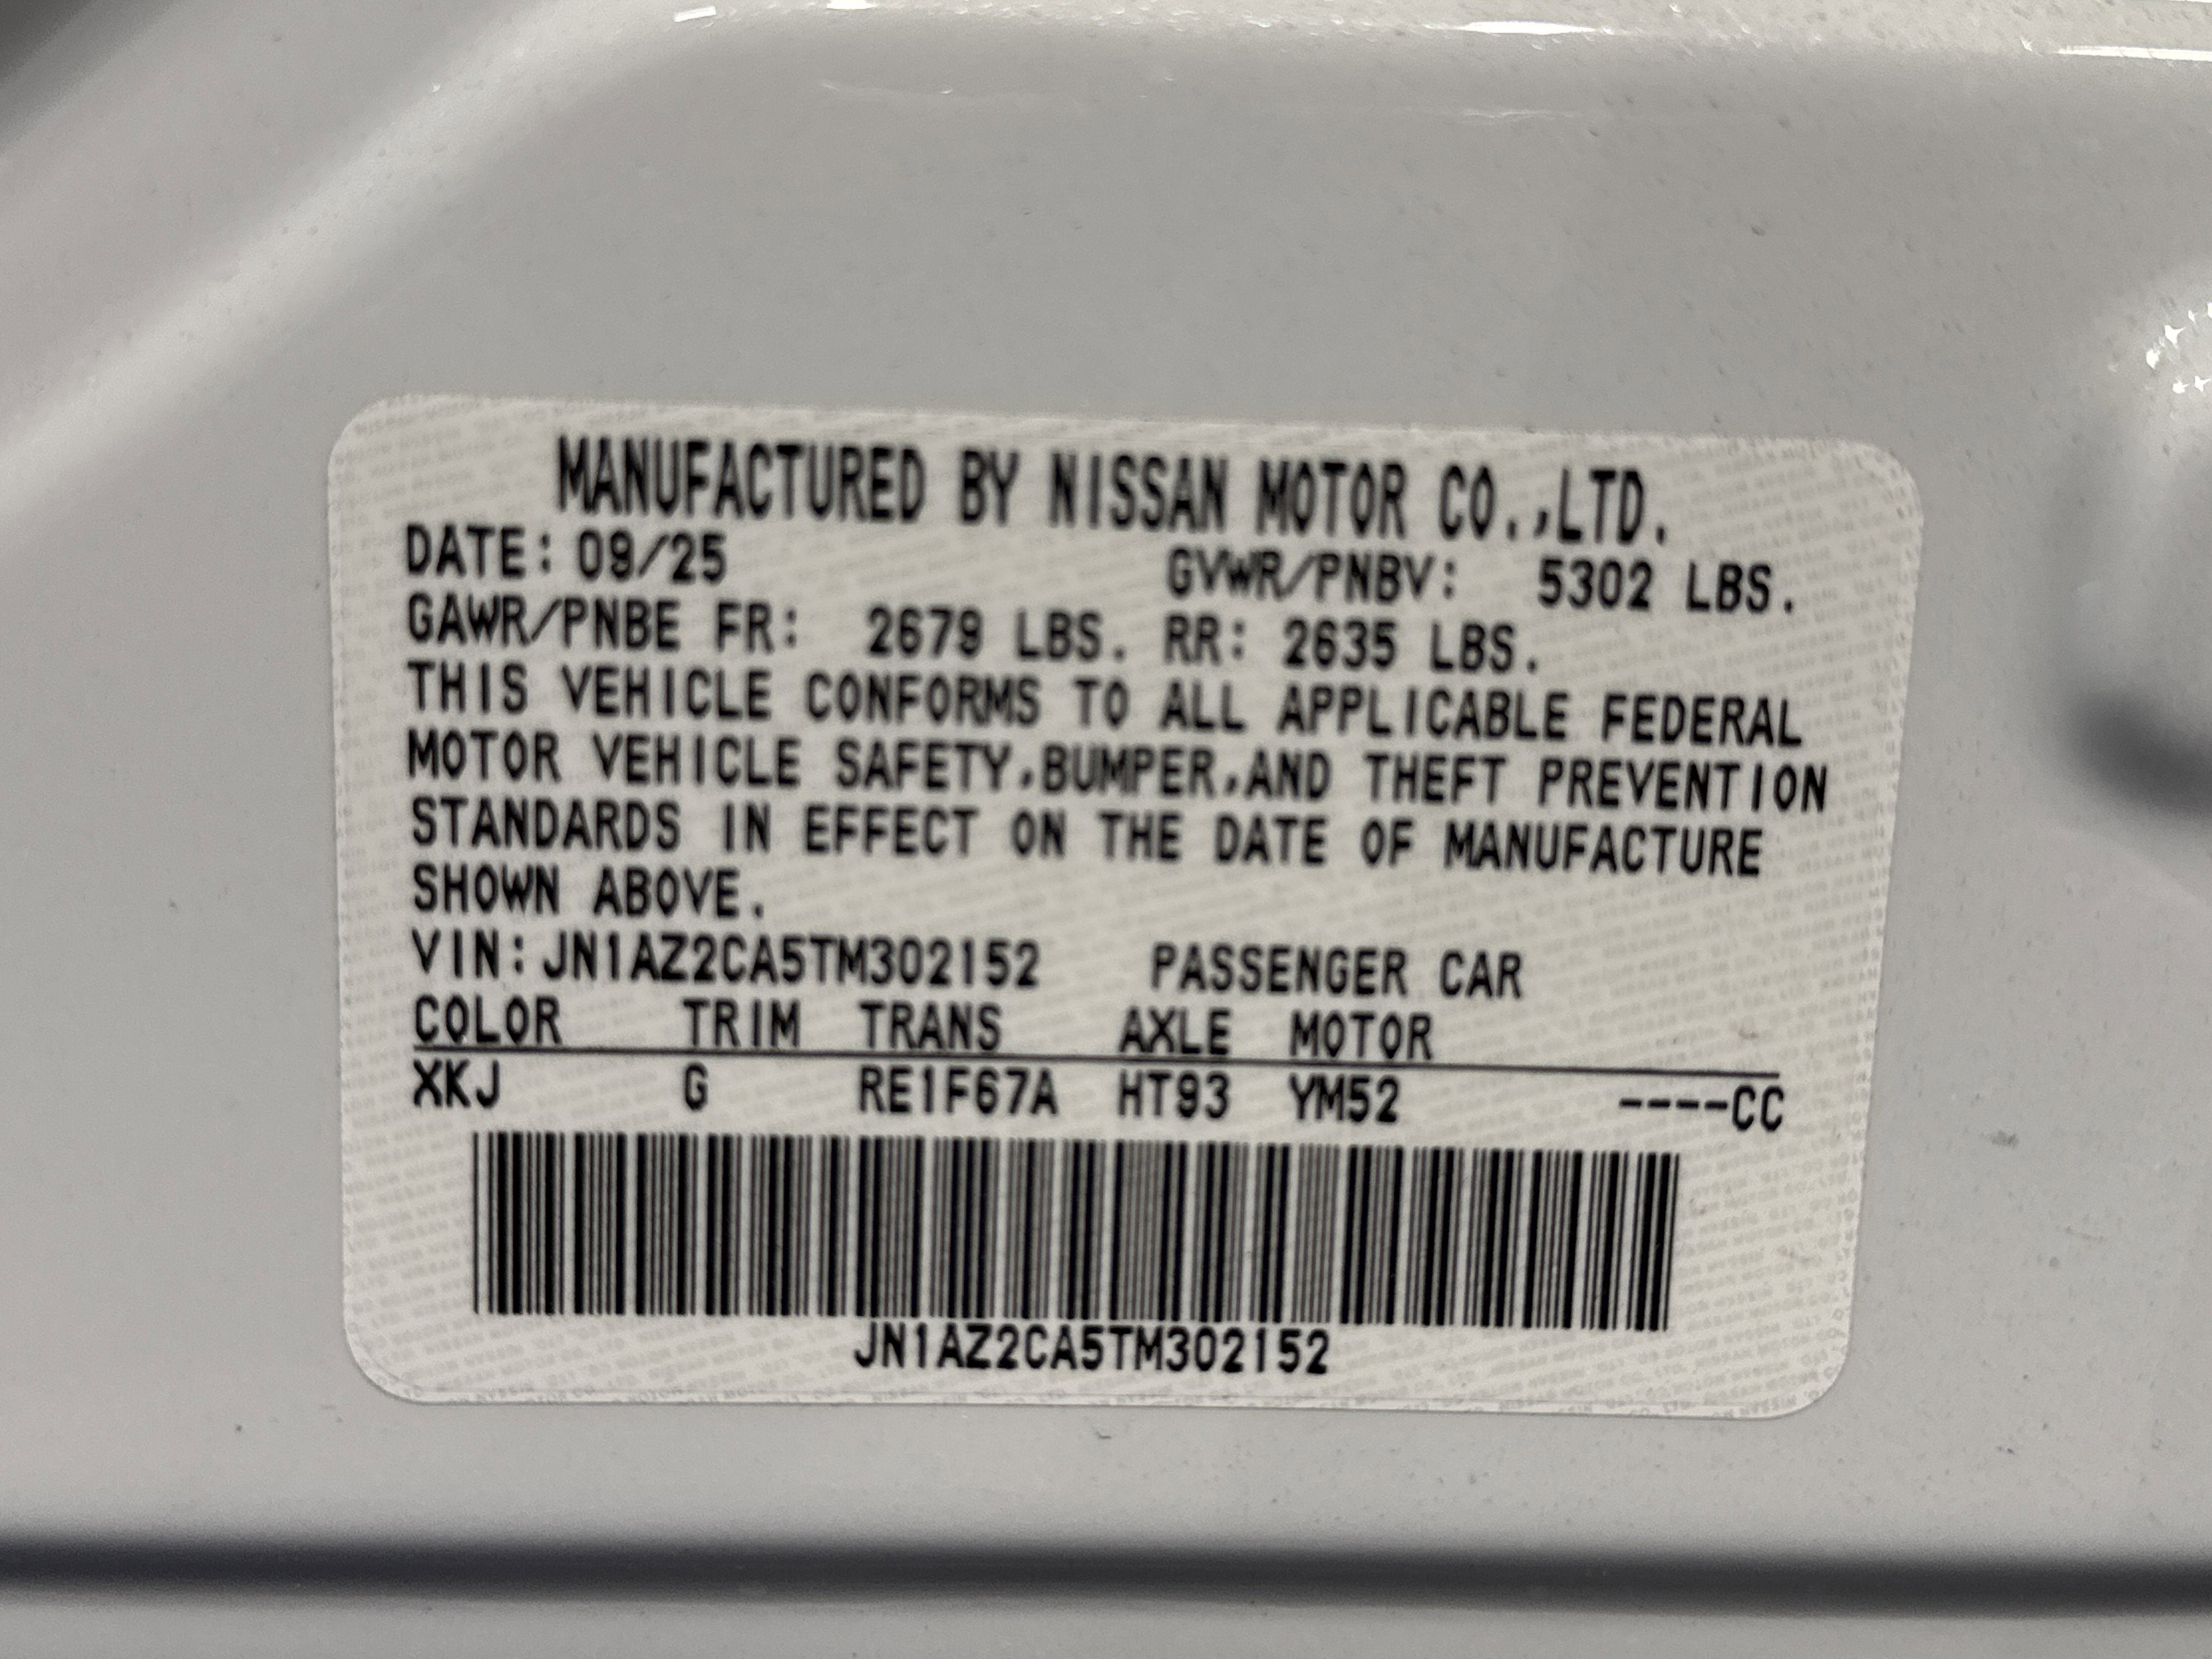 MANUFACTURED BY NISSAN MOTOR CO.,LTD.
DATE: 09/25 GVWR/PNBV: 5302 LBS.
GAWR/PNBE FR: 2679 LBS. RR: 2635 LBS.
THIS VEHICLE CONFORMS TO ALL APPLICABLE FEDERAL
MOTOR VEHICLE SAFETY,BUMPER,AND THEFT PREVENTION
STANDARDS IN EFFECT ON THE DATE OF MANUFACTURE
SHOWN ABOVE.
VIN:JN1AZ2CA5TM302152 PASSENGER CAR
COLOR TRIM TRANS AXLE MOTOR
XKJ G RE1F67A HT93 YM52 ----CC
JN1AZ2CA5TM302152